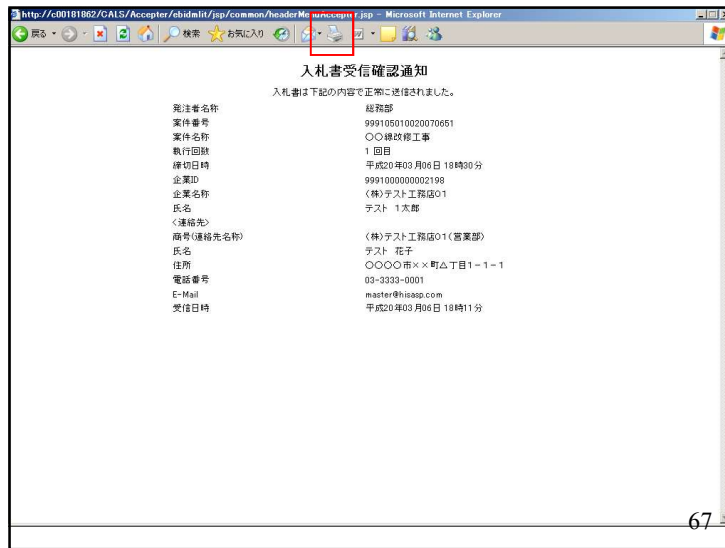 http://c00181862/CALS/Accepter/ebidmlit/jsp/common/headerMenuAccepter.jsp - Microsoft Internet Explorer
戻る 検索 お気に入り
入札書受信確認通知
入札書は下記の内容で正常に送信されました。
発注者名称 総務部
案件番号 999105010020070651
案件名称 〇〇線改修工事
執行回数 1 回目
締切日時 平成20年03月06日 18時30分
企業ID 9991000000002198
企業名称 (株)テスト工務店01
氏名 テスト 1太郎
<連絡先>
商号(連絡先名称) (株)テスト工務店01(営業部)
氏名 テスト 花子
住所 〇〇〇〇市××町△丁目1-1-1
電話番号 03-3333-0001
E-Mail master@hisasp.com
受信日時 平成20年03月06日 18時11分
67